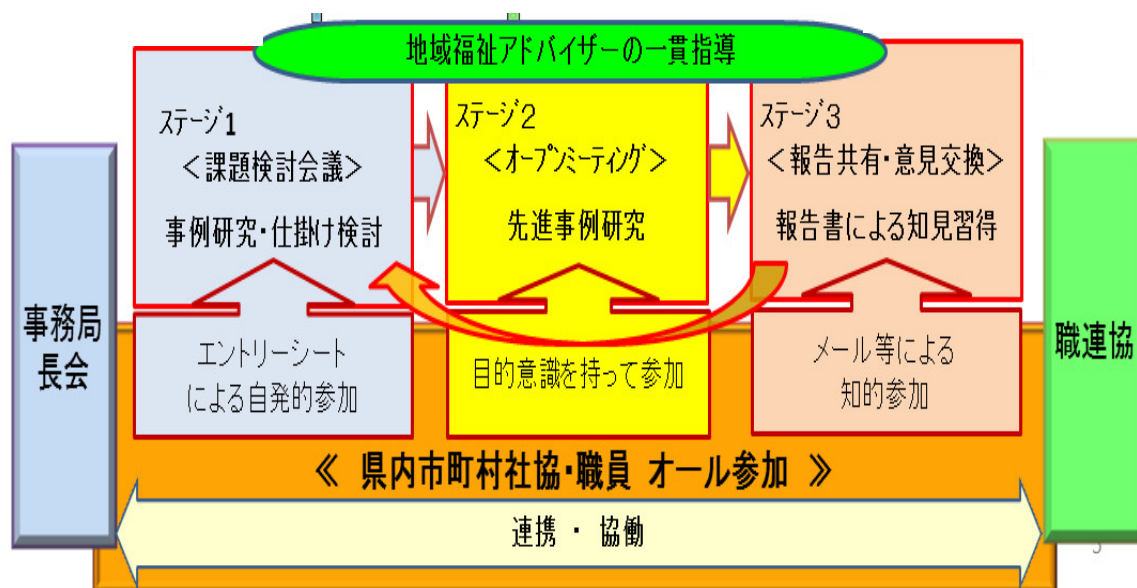 地域福祉アドバイザーの一貫指導
ステージ1
＜課題検討会議＞
事例研究・仕掛け検討
ステージ2
＜オープンミーティング＞
先進事例研究
ステージ3
＜報告共有・意見交換＞
報告書による知見習得
事務局
長会
エントリーシート
による自発的参加
目的意識を持って参加
メール等による
知的参加
職連協
≪ 県内市町村社協・職員 オール参加 ≫
連携 ・ 協働